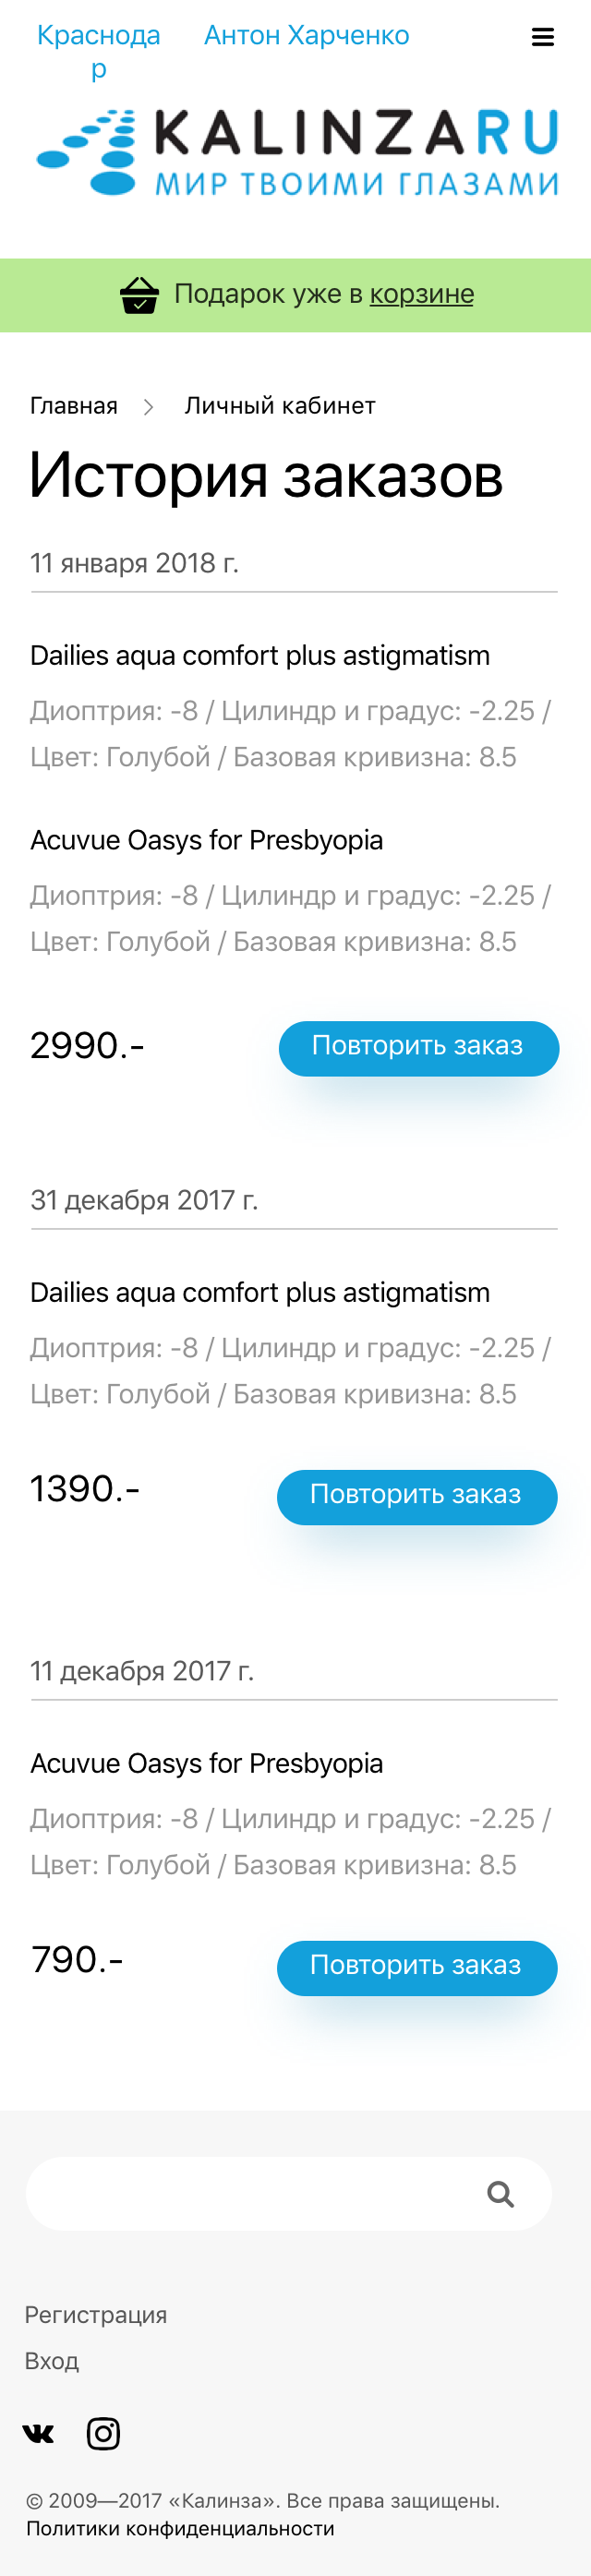 Краснода
р
Антон Харченко
KALINZARU
МИР ТВОИМИ ГЛАЗАМИ
Подарок уже в корзине
Главная > Личный кабинет
История заказов
11 января 2018 г.
Dailies aqua comfort plus astigmatism
Диоптрия: -8 / Цилиндр и градус: -2.25 /
Цвет: Голубой / Базовая кривизна: 8.5
Acuvue Oasys for Presbyopia
Диоптрия: -8 / Цилиндр и градус: -2.25 /
Цвет: Голубой / Базовая кривизна: 8.5
2990.- Повторить заказ
31 декабря 2017 г.
Dailies aqua comfort plus astigmatism
Диоптрия: -8 / Цилиндр и градус: -2.25 /
Цвет: Голубой / Базовая кривизна: 8.5
1390.- Повторить заказ
11 декабря 2017 г.
Acuvue Oasys for Presbyopia
Диоптрия: -8 / Цилиндр и градус: -2.25 /
Цвет: Голубой / Базовая кривизна: 8.5
790.- Повторить заказ
Регистрация
Вход
© 2009—2017 «Калинза». Все права защищены.
Политики конфиденциальности